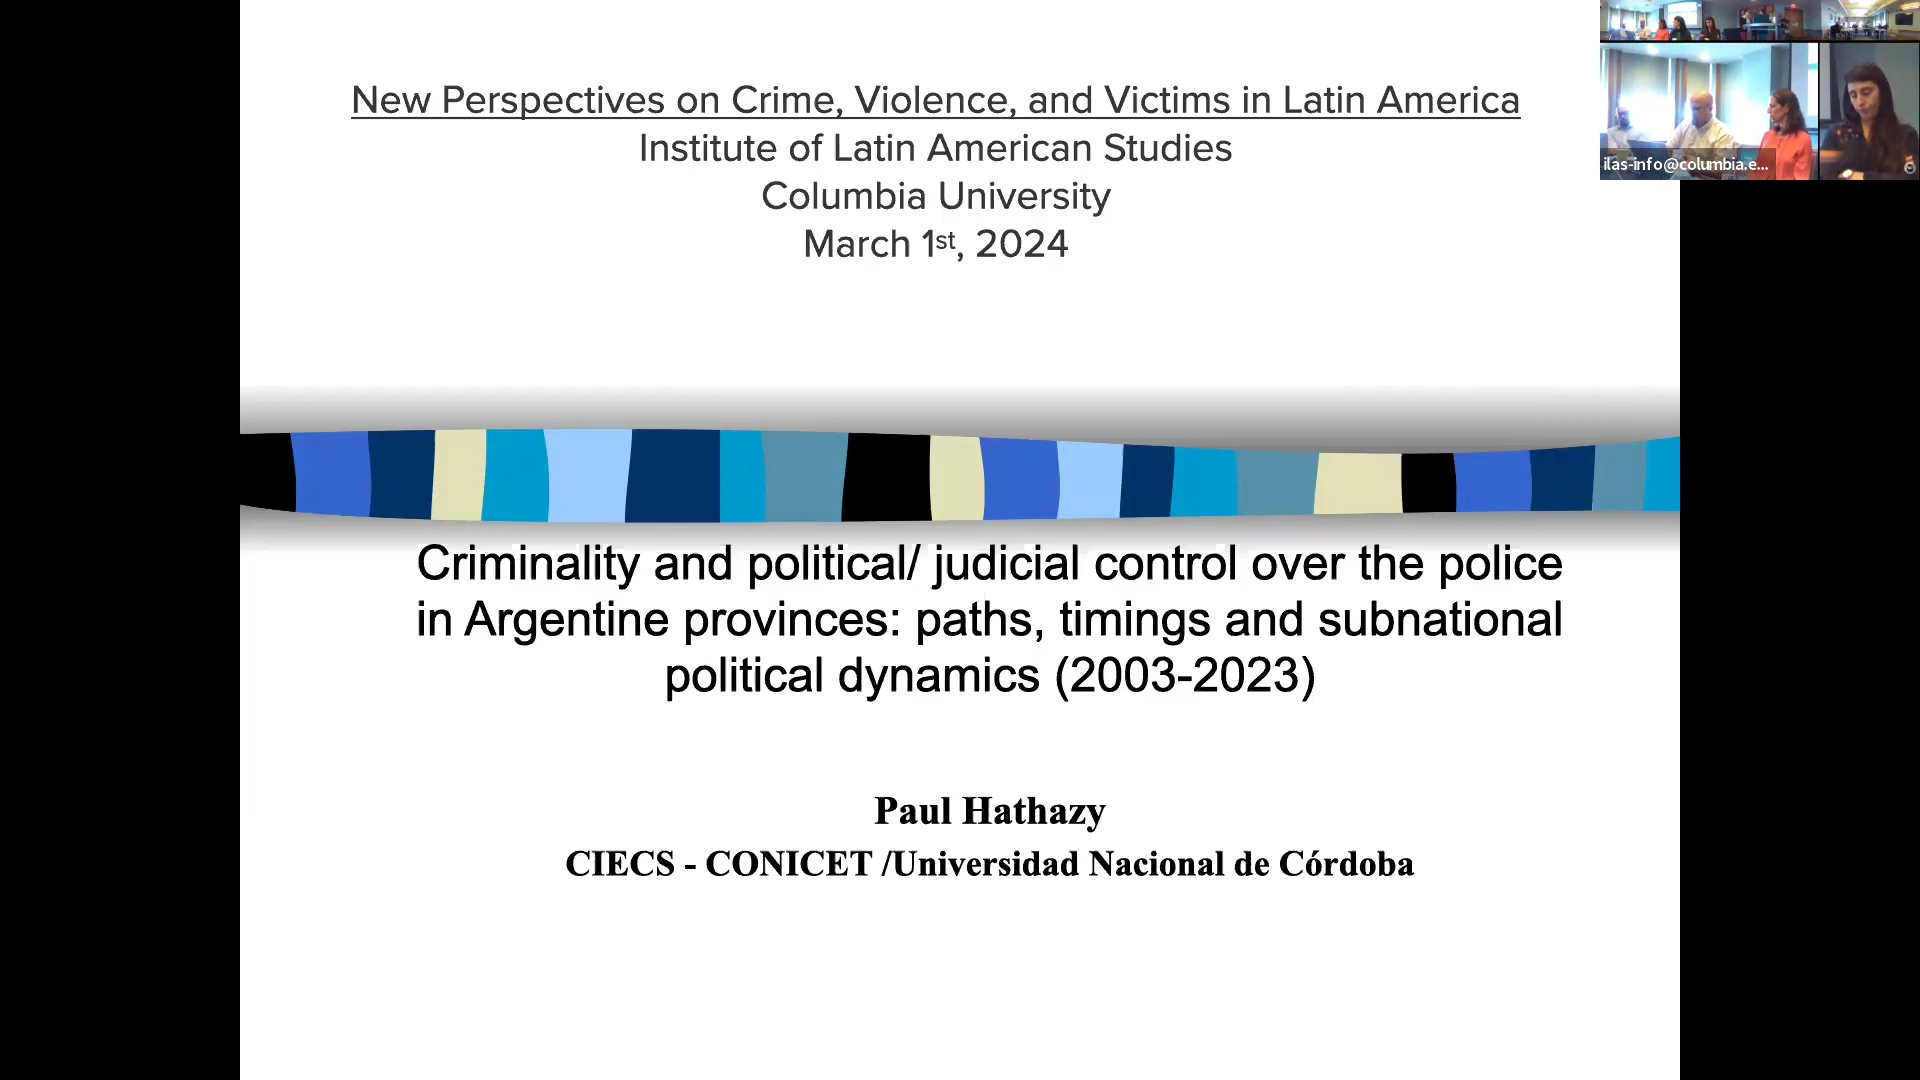 New Perspectives on Crime, Violence, and Victims in Latin America
Institute of Latin American Studies
Columbia University
March 1st, 2024
ilas-info@columbia.e...
Criminality and political/ judicial control over the police
in Argentine provinces: paths, timings and subnational
political dynamics (2003-2023)
Paul Hathazy
CIECS - CONICET /Universidad Nacional de Córdoba